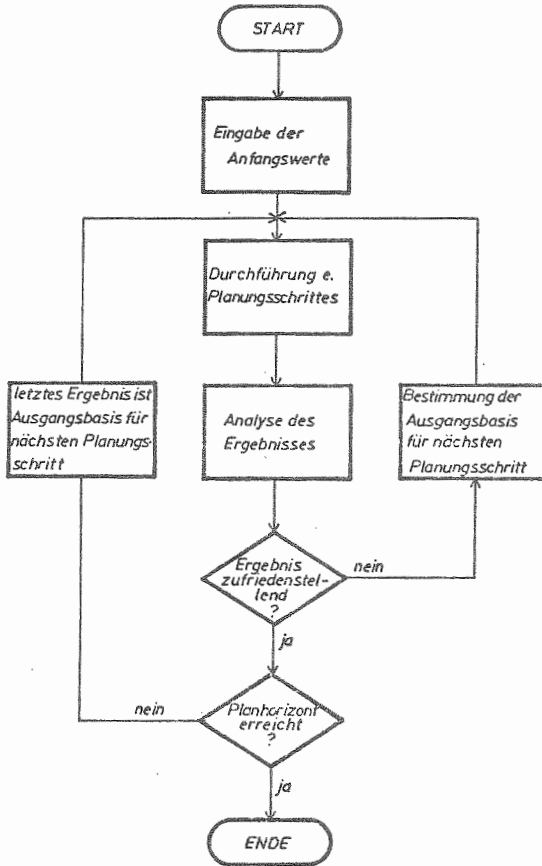 START
Eingabe der
Anfangswerte
Durchführung e.
Planungsschrittes
letztes Ergebnis ist
Ausgangsbasis für
nächsten Planungs-
schritt
Analyse des
Ergebnisses
Bestimmung der
Ausgangsbasis
für nächsten
Planungsschritt
Ergebnis
zufriedenstel-
lend
?
nein
ja
Planhorizont
erreicht
?
nein
ja
ENDE